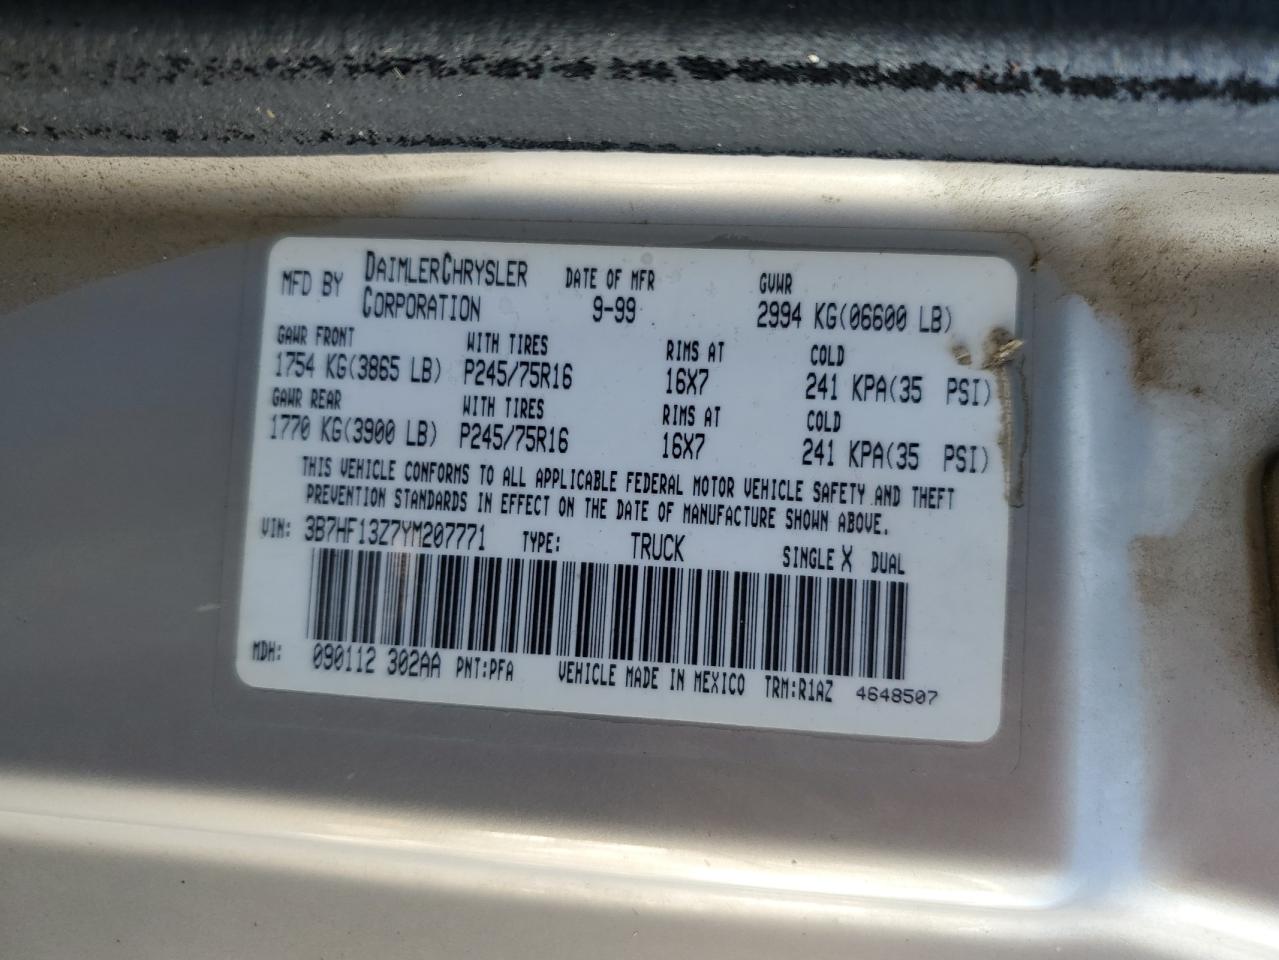 MFD BY DAIMLERCHRYSLER CORPORATION DATE OF MFR 9-99 GVWR 2994 KG(06600 LB)
GAWR FRONT WITH TIRES RIMS AT COLD
1754 KG(3865 LB) P245/75R16 16X7 241 KPA(35 PSI)
GAWR REAR WITH TIRES RIMS AT COLD
1770 KG(3900 LB) P245/75R16 16X7 241 KPA(35 PSI)
THIS VEHICLE CONFORMS TO ALL APPLICABLE FEDERAL MOTOR VEHICLE SAFETY AND THEFT
PREVENTION STANDARDS IN EFFECT ON THE DATE OF MANUFACTURE SHOWN ABOVE.
VIN: 3B7HF13Z7YM207771 TYPE: TRUCK SINGLE X DUAL
MDH: 090112 302AA PNT:PFA VEHICLE MADE IN MEXICO TRM:R1AZ 4648507